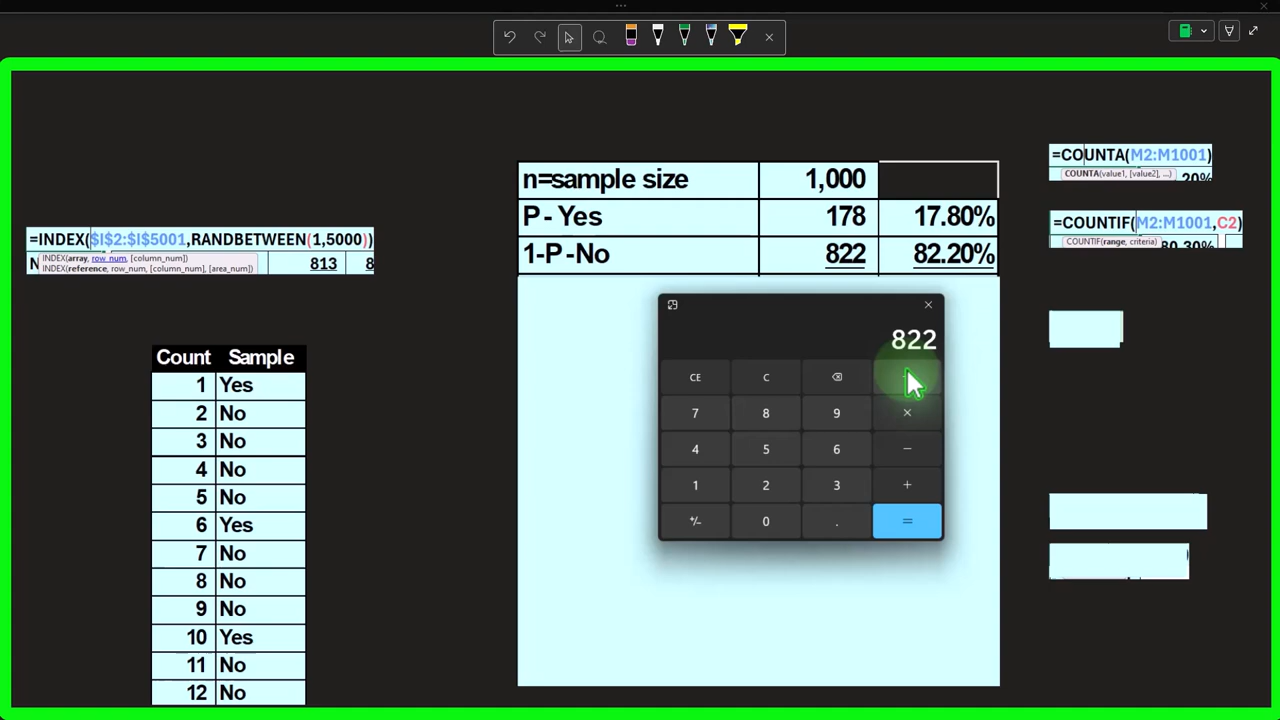 =COUNTA(M2:M1001)
COUNTA(value1, [value2], ...)
20%
n=sample size 1,000
P - Yes 178 17.80%
1-P -No 822 82.20%
=COUNTIF(M2:M1001,C2)
COUNTIF(range, criteria)
80.30%
=INDEX($I$2:$I$5001,RANDBETWEEN(1,5000))
INDEX(array, row_num, [column_num])
INDEX(reference, row_num, [column_num], [area_num])
N 813 8
Count Sample
1 Yes
2 No
3 No
4 No
5 No
6 Yes
7 No
8 No
9 No
10 Yes
11 No
12 No
822
CE C
7 8 9 ×
4 5 6 −
1 2 3 +
+/− 0 . =